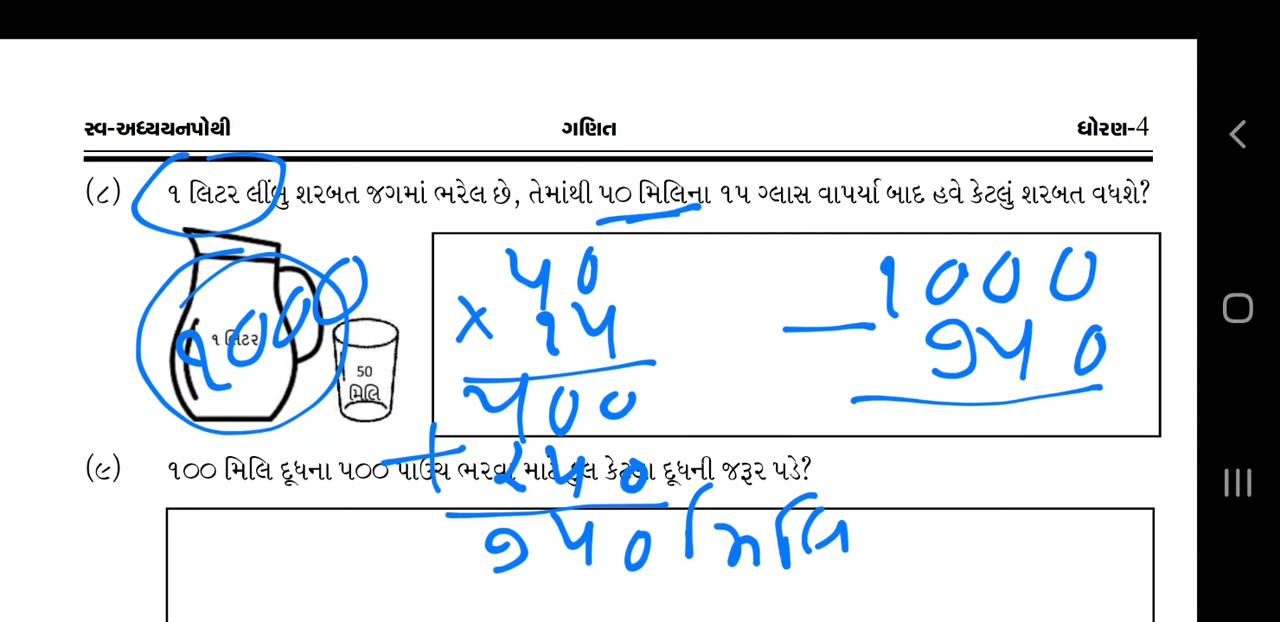 સ્વ-અધ્યયનપોથી ગણિત ધોરણ-4
(૮) ૧ લિટર લીંબુ શરબત જગમાં ભરેલ છે, તેમાંથી ૫૦ મિલિના ૧૫ ગ્લાસ વાપર્યા બાદ હવે કેટલું શરબત વધશે?
૧૦૦૦
૧ લિટર
50
મિલિ
૫૦
× ૧૫
૫૦૦
+ ૨૫૦
૭૫૦ મિલિ
૧૦૦૦
— ૭૫૦
(૯) ૧૦૦ મિલિ દૂધના ૫૦૦ પાઉચ ભરવા માટે કુલ કેટલા દૂધની જરૂર પડે?